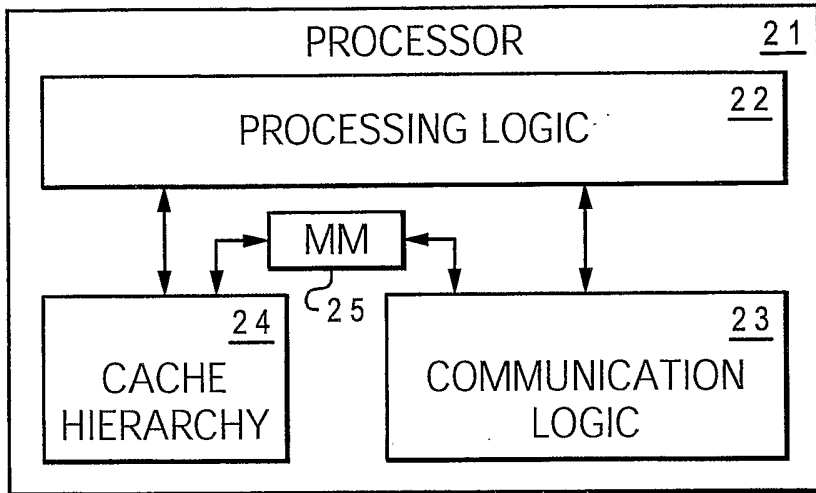 PROCESSOR 21
PROCESSING LOGIC 22
MM
25
24
CACHE
HIERARCHY
23
COMMUNICATION
LOGIC